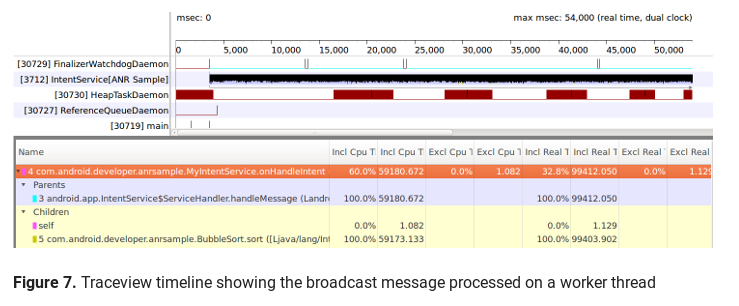 msec: 0 max msec: 54,000 (real time, dual clock)
0 5,000 10,000 15,000 20,000 25,000 30,000 35,000 40,000 45,000 50,000
[30729] FinalizerWatchdogDaemon
[3712] IntentService[ANR Sample]
[30730] HeapTaskDaemon
[30727] ReferenceQueueDaemon
[30719] main
Name Incl Cpu T Incl Cpu T Excl Cpu T Excl Cpu T Incl Real T Incl Real T Excl Real T Excl Real
4 com.android.developer.anrsample.MyIntentService.onHandleIntent 60.0% 59180.672 0.0% 1.082 32.8% 99412.050 0.0% 1.129
Parents
3 android.app.IntentService$ServiceHandler.handleMessage (Landr 100.0% 59180.672 100.0% 99412.050
Children
self 0.0% 1.082 0.0% 1.129
5 com.android.developer.anrsample.BubbleSort.sort ([Ljava/lang/Int 100.0% 59173.133 100.0% 99403.902
Figure 7. Traceview timeline showing the broadcast message processed on a worker thread